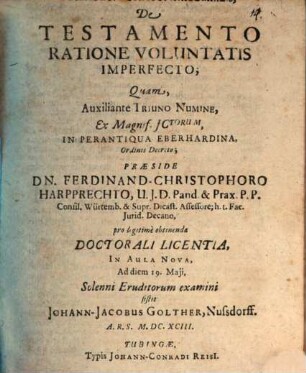 De
TESTAMENTO
RATIONE VOLUNTATIS
IMPERFECTO;
Quam,
Auxiliante TRIUNO NUMINE,
Ex Magnif. JCTORUM,
IN PERANTIQUA EBERHARDINA.
Ordinis Decreto;
PRÆSIDE
DN. FERDINAND-CHRISTOPHORO
HARPPRECHTO, U.J.D. Pand & Prax. P.P.
Consil. Würtemb. & Supr. Dicast. Assessore; h. t. Fac.
Jurid. Decano,
pro legitimè obtinenda
DOCTORALI LICENTIA,
IN AULA NOVA,
Ad diem 19. Maji,
Solenni Eruditorum examini
sistit
JOHANN-JACOBUS GOLTHER, Nussdorff.
A.R.S. M.DC.XCIII.
TUBINGÆ,
Typis JOHANN-CONRADI REISI.